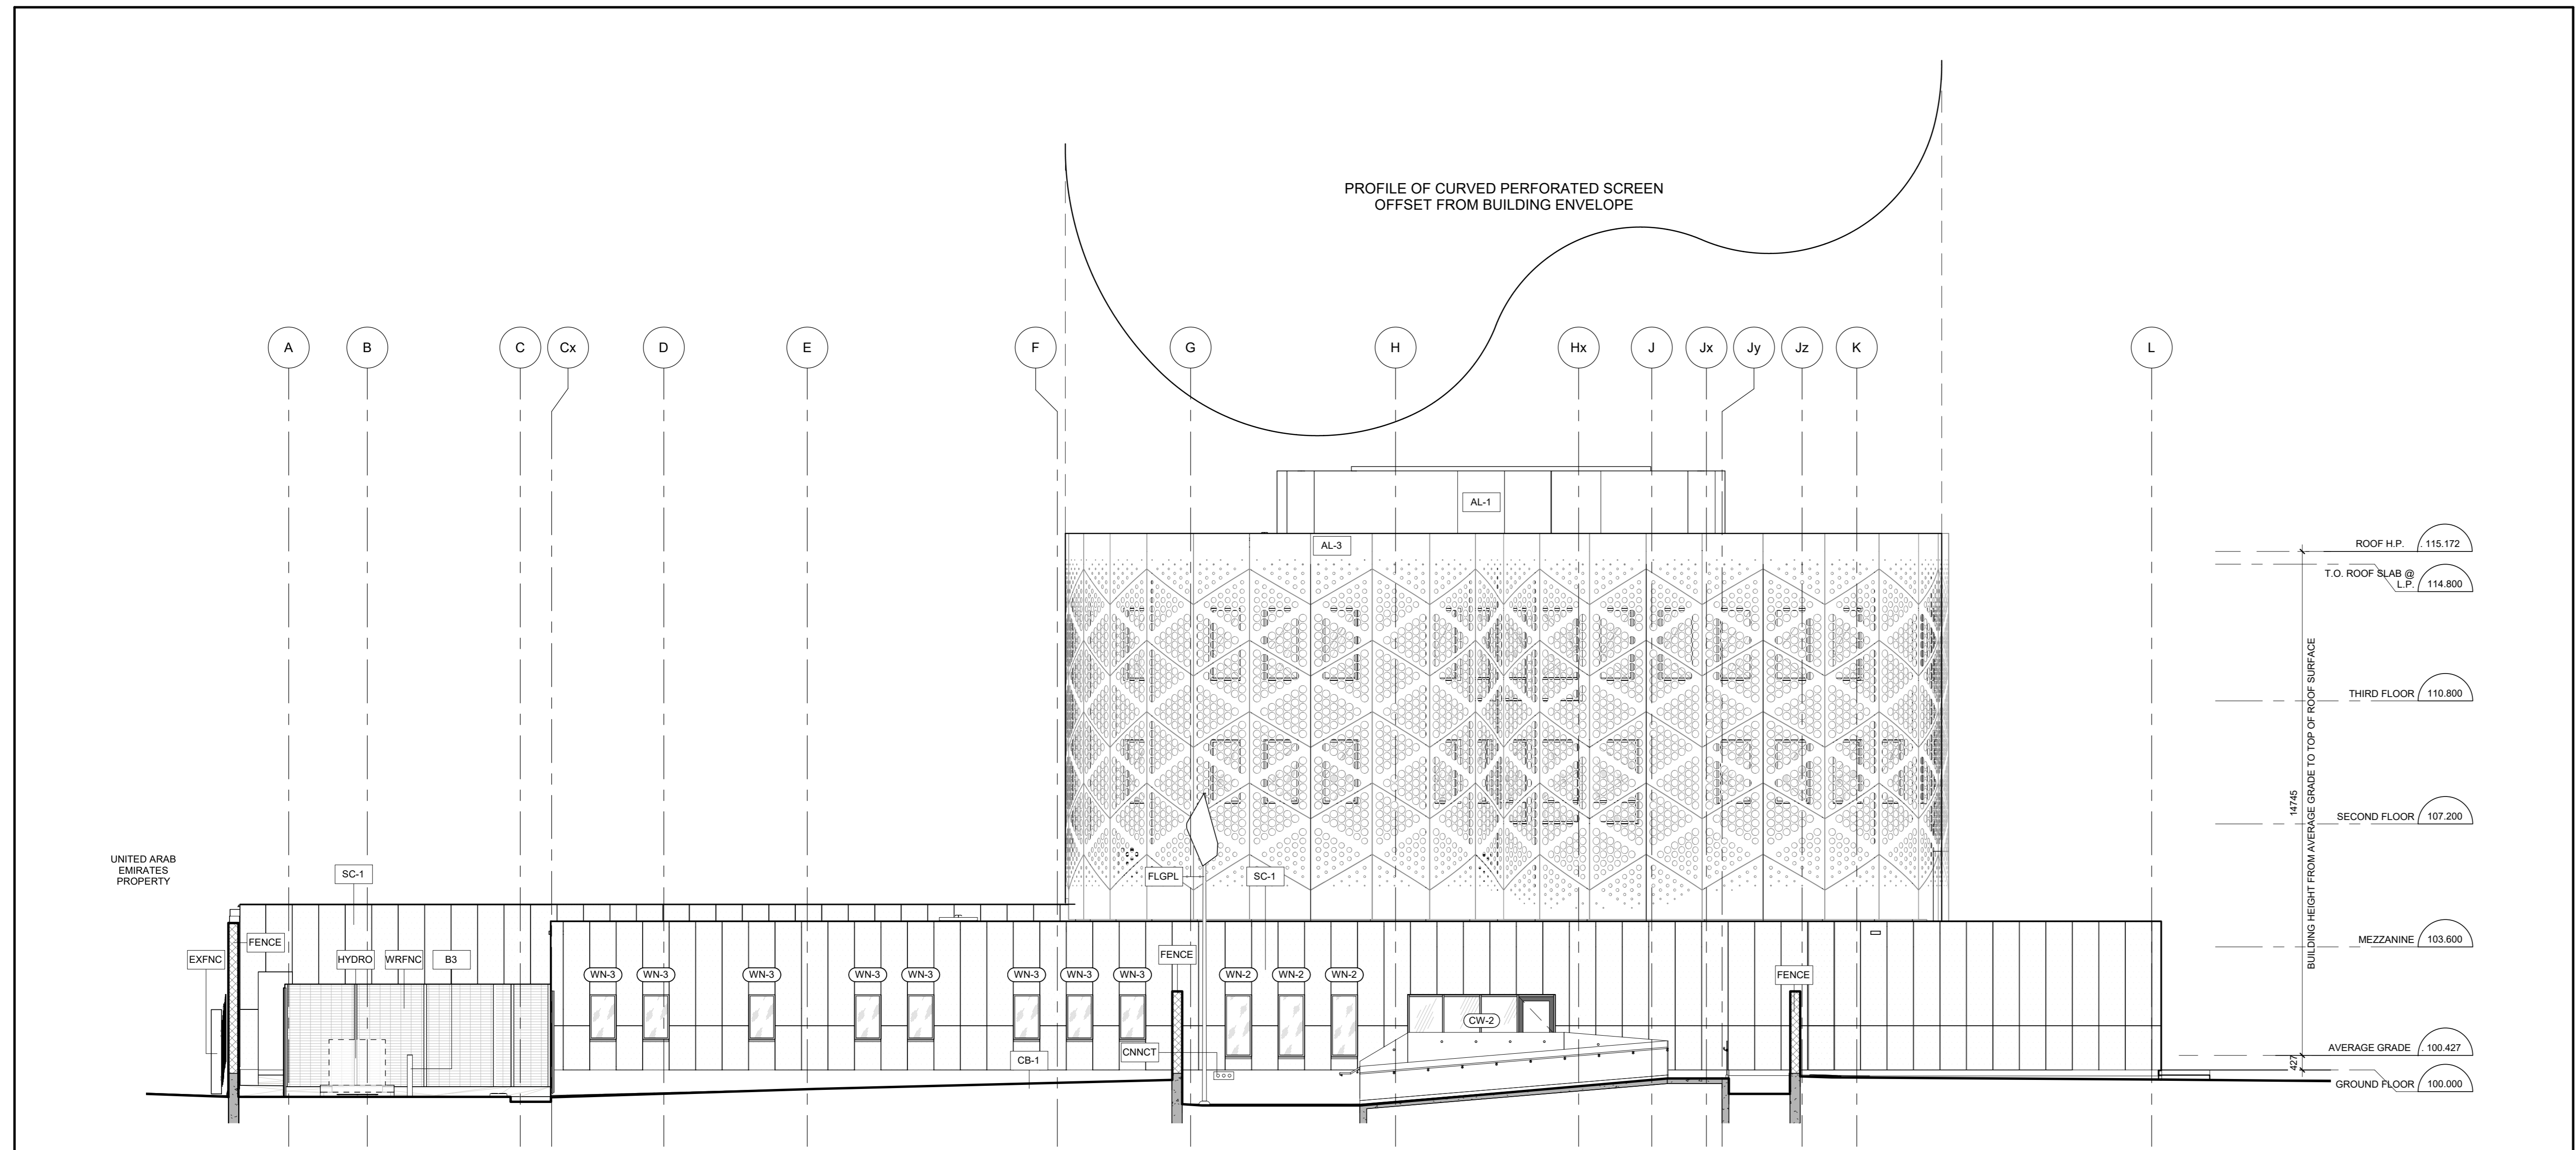 PROFILE OF CURVED PERFORATED SCREEN
OFFSET FROM BUILDING ENVELOPE
A
B
C
Cx
D
E
F
G
H
Hx
J
Jx
Jy
Jz
K
L
AL-1
AL-3
ROOF H.P. 115.172
T.O. ROOF SLAB @
L.P. 114.800
THIRD FLOOR 110.800
SECOND FLOOR 107.200
MEZZANINE 103.600
AVERAGE GRADE 100.427
GROUND FLOOR 100.000
14745
BUILDING HEIGHT FROM AVERAGE GRADE TO TOP OF ROOF SURFACE
427
UNITED ARAB
EMIRATES
PROPERTY
SC-1
FLGPL
SC-1
FENCE
EXFNC
HYDRO
WRFNC
B3
FENCE
FENCE
WN-3
WN-3
WN-3
WN-3
WN-3
WN-3
WN-3
WN-3
WN-2
WN-2
WN-2
CW-2
CNNCT
CB-1